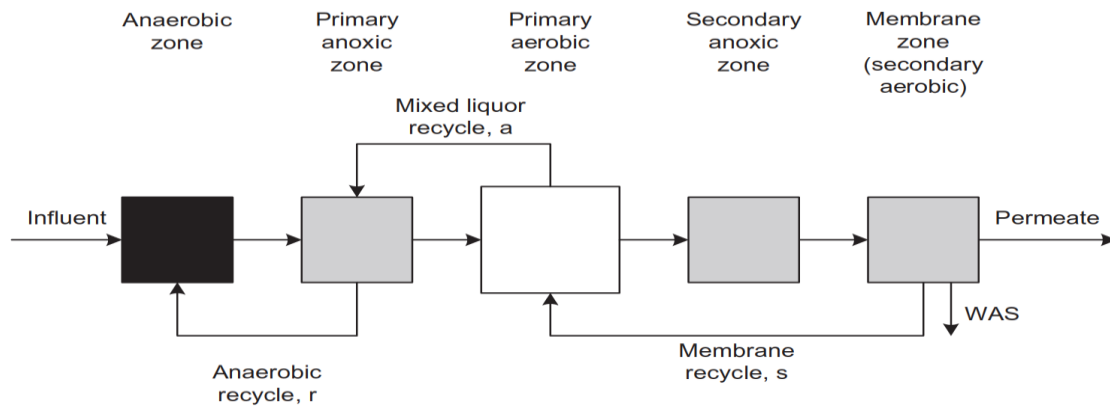 Anaerobic
zone
Primary
anoxic
zone
Primary
aerobic
zone
Secondary
anoxic
zone
Membrane
zone
(secondary
aerobic)
Mixed liquor
recycle, a
Influent
Permeate
WAS
Anaerobic
recycle, r
Membrane
recycle, s